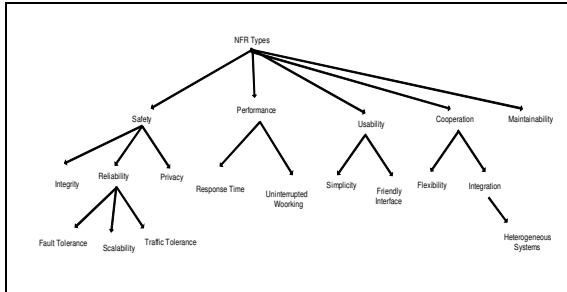 NFR Types
Safety
Performance
Usability
Cooperation
Maintainability
Integrity
Reliability
Privacy
Response Time
Uninterrupted
Woorking
Simplicity
Friendly
Interface
Flexibility
Integration
Fault Tolerance
Scalability
Traffic Tolerance
Heterogeneous
Systems